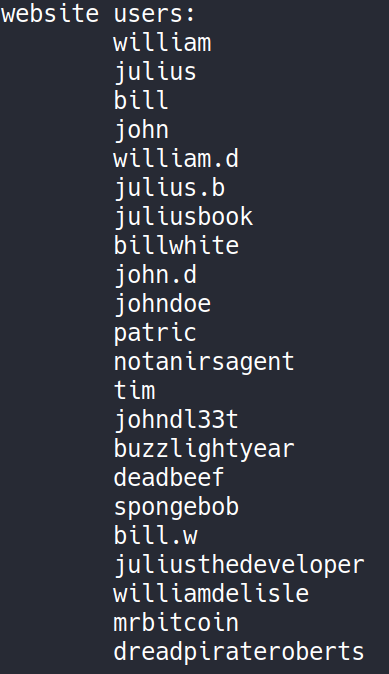 website users:
william
julius
bill
john
william.d
julius.b
juliusbook
billwhite
john.d
johndoe
patric
notanirsagent
tim
johndl33t
buzzlightyear
deadbeef
spongebob
bill.w
juliusthedeveloper
williamdelisle
mrbitcoin
dreadpirateroberts